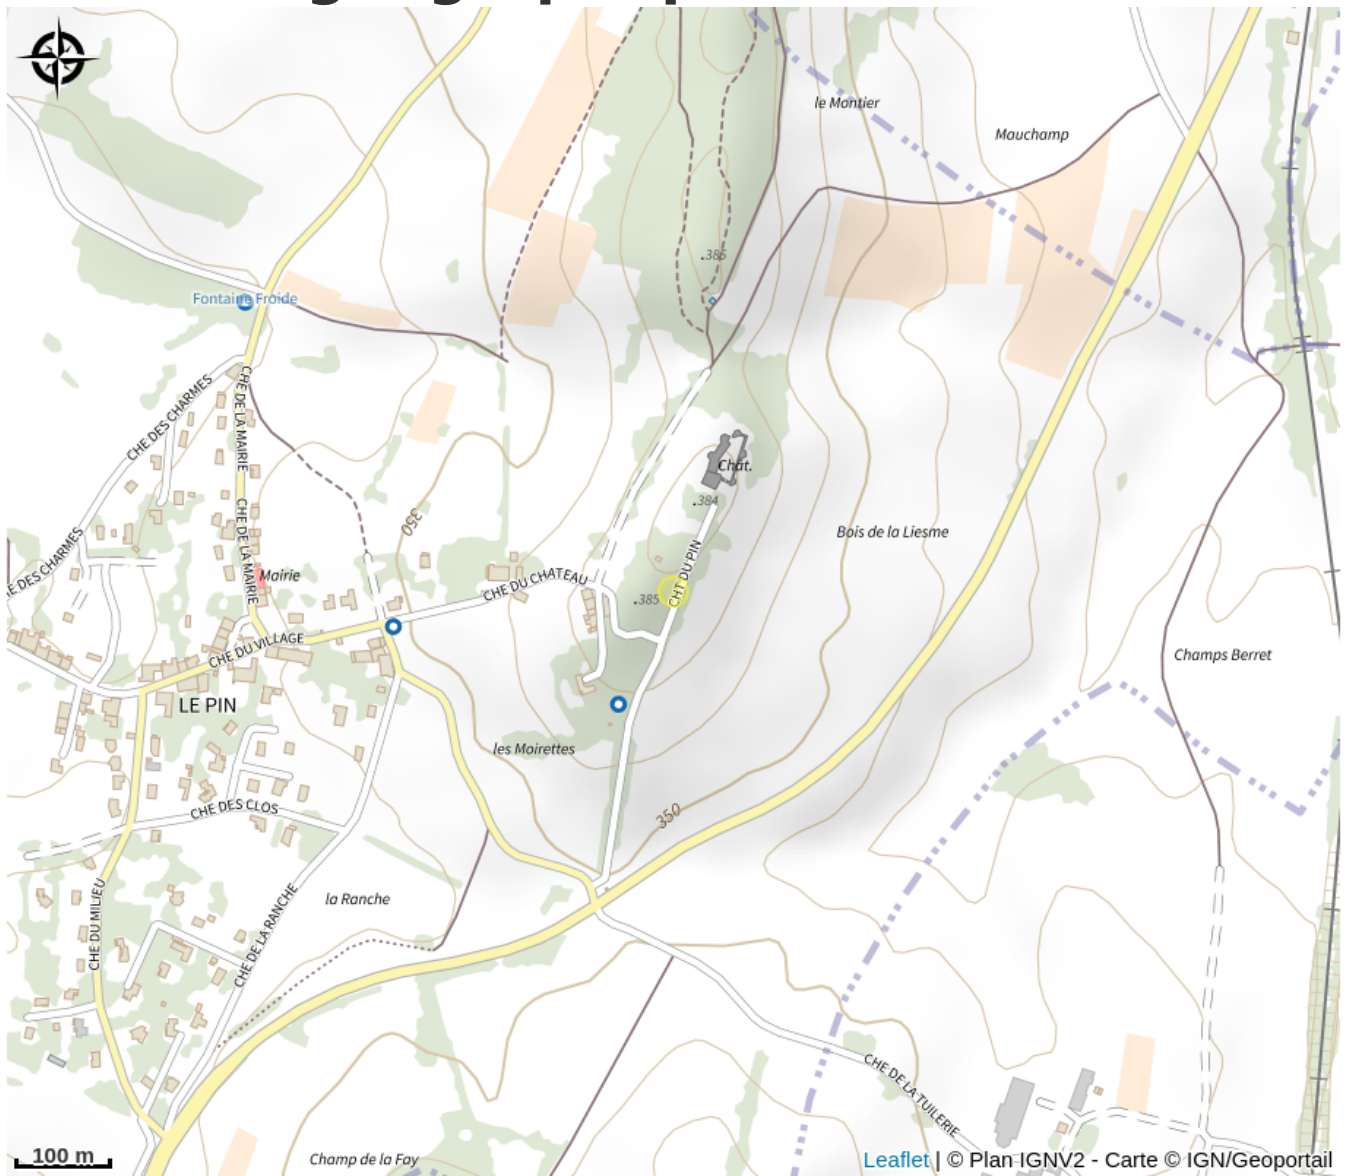 le Montier
Mauchamp
.385
Fontaine Froide
CHE DES CHARMES
CHE DE LA MAIRIE
Chât.
.384
350
CHE DE LA MAIRIE
Bois de la Liesme
CHE DES CHARMES
Mairie
CHE DU CHATEAU
CHT DU PIN
.385
CHE DU VILLAGE
Champs Berret
LE PIN
les Moirettes
CHE DES CLOS
350
la Ranche
CHE DU MILIEU
CHE DE LA RANCHE
CHE DE LA TUILERIE
100 m
Champ de la Fay
Leaflet | © Plan IGNV2 - Carte © IGN/Geoportail